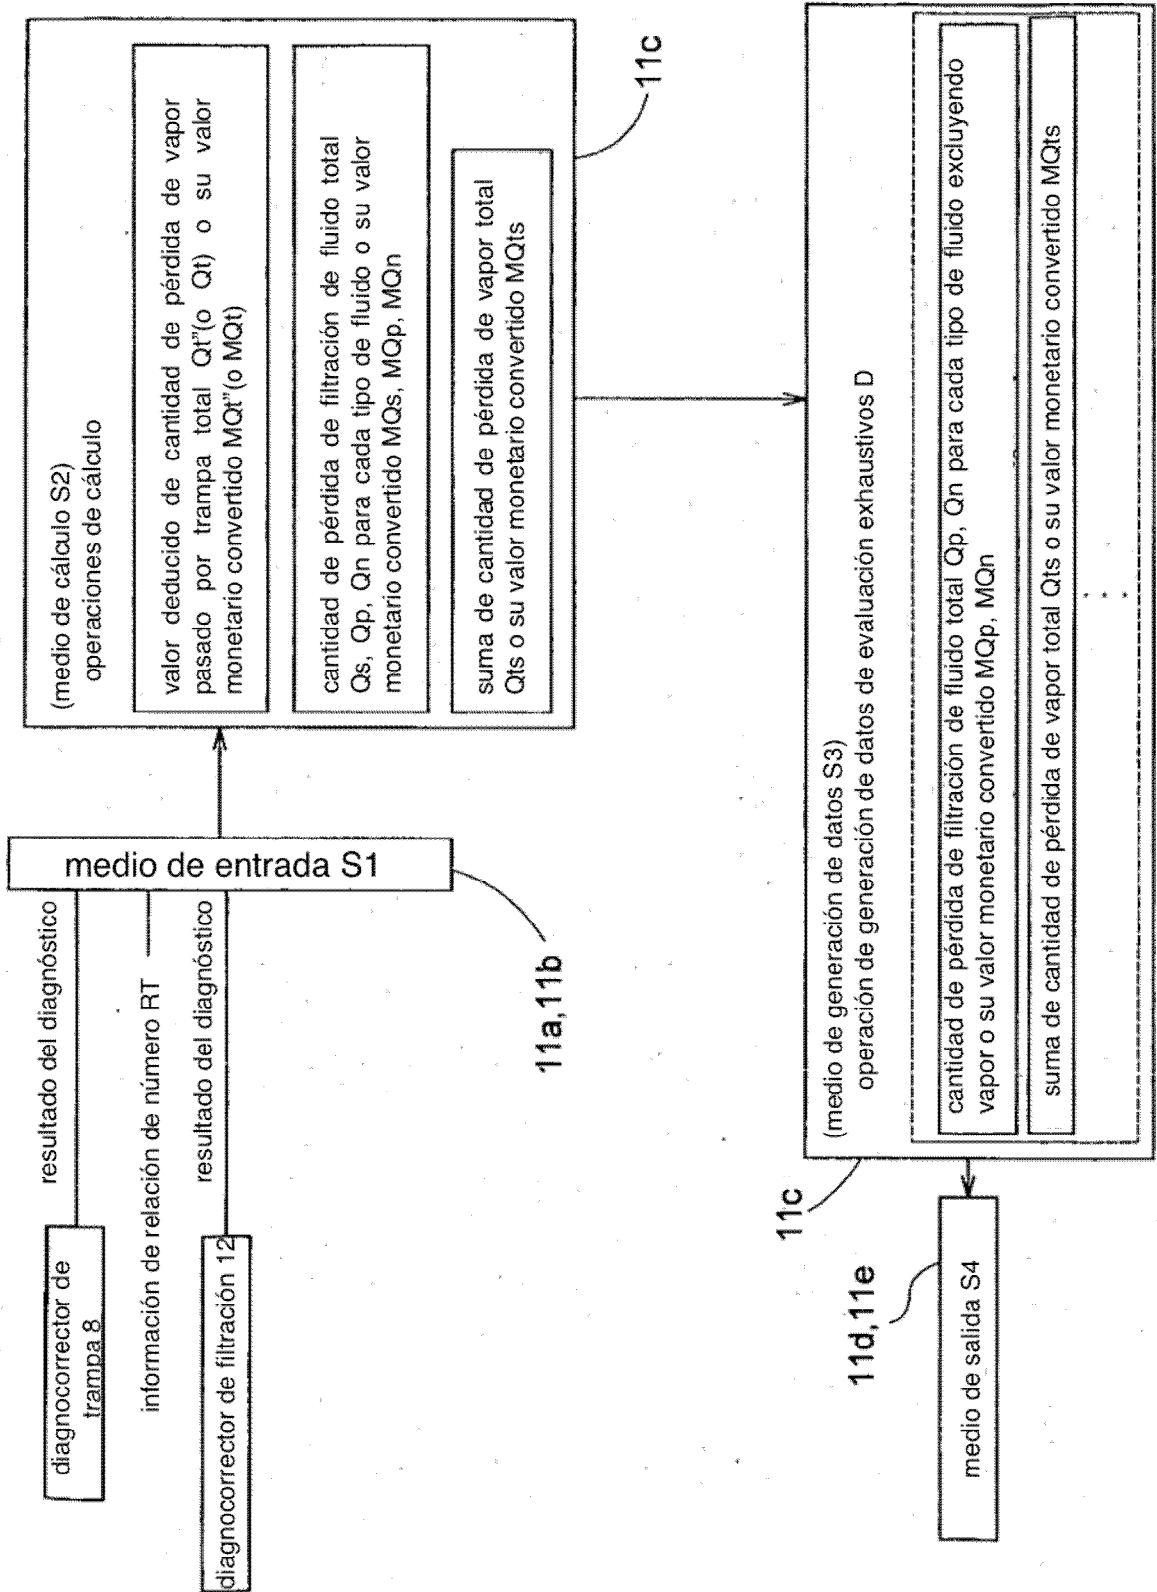 diagnocorrector de
trampa 8
resultado del diagnóstico
información de relación de número RT
resultado del diagnóstico
diagnocorrector de filtración 12
medio de entrada S1
11a,11b
(medio de cálculo S2)
operaciones de cálculo
valor deducido de cantidad de pérdida de vapor
pasado por trampa total Qt"(o Qt) o su valor
monetario convertido MQt"(o MQt)
cantidad de pérdida de filtración de fluido total
Qs, Qp, Qn para cada tipo de fluido o su valor
monetario convertido MQs, MQp, MQn
suma de cantidad de pérdida de vapor total
Qts o su valor monetario convertido MQts
11c
(medio de generación de datos S3)
operación de generación de datos de evaluación exhaustivos D
cantidad de pérdida de filtración de fluido total Qp, Qn para cada tipo de fluido excluyendo
vapor o su valor monetario convertido MQp, MQn
suma de cantidad de pérdida de vapor total Qts o su valor monetario convertido MQts
. . .
11c
11d,11e
medio de salida S4